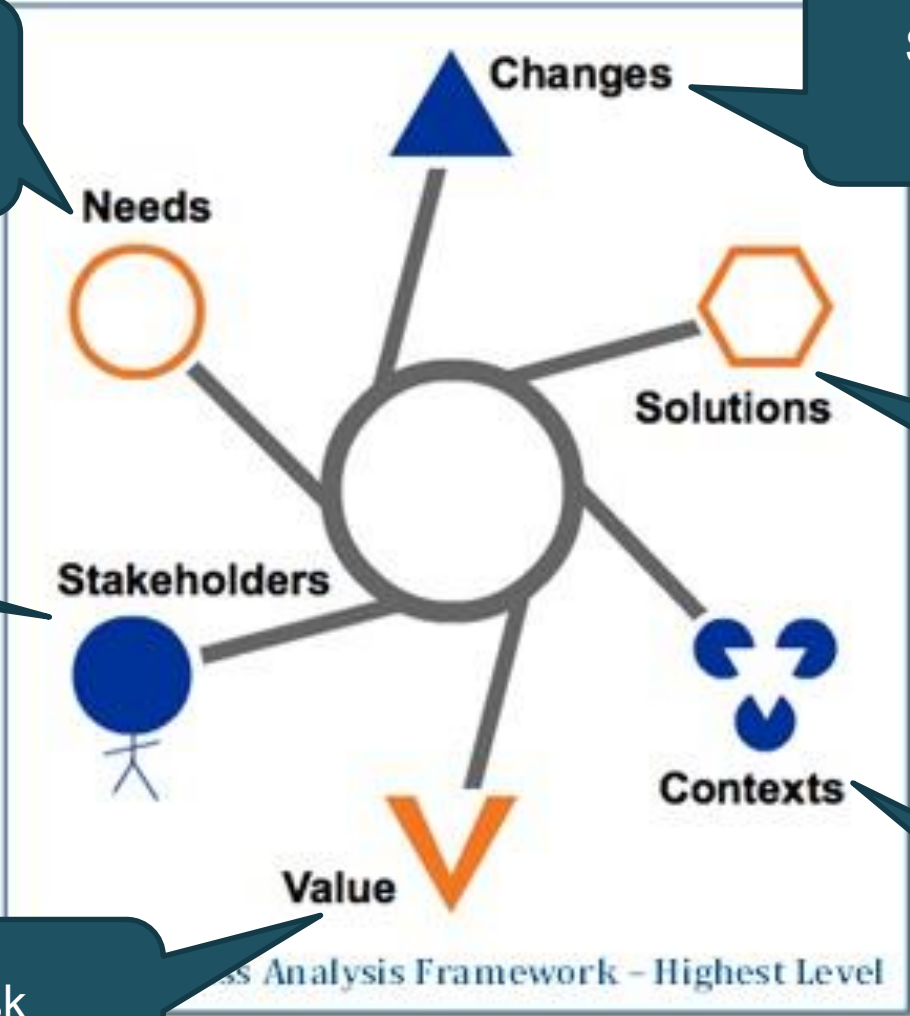 Changes
Needs
Solutions
Stakeholders
Contexts
Value
ss Analysis Framework – Highest Level
k